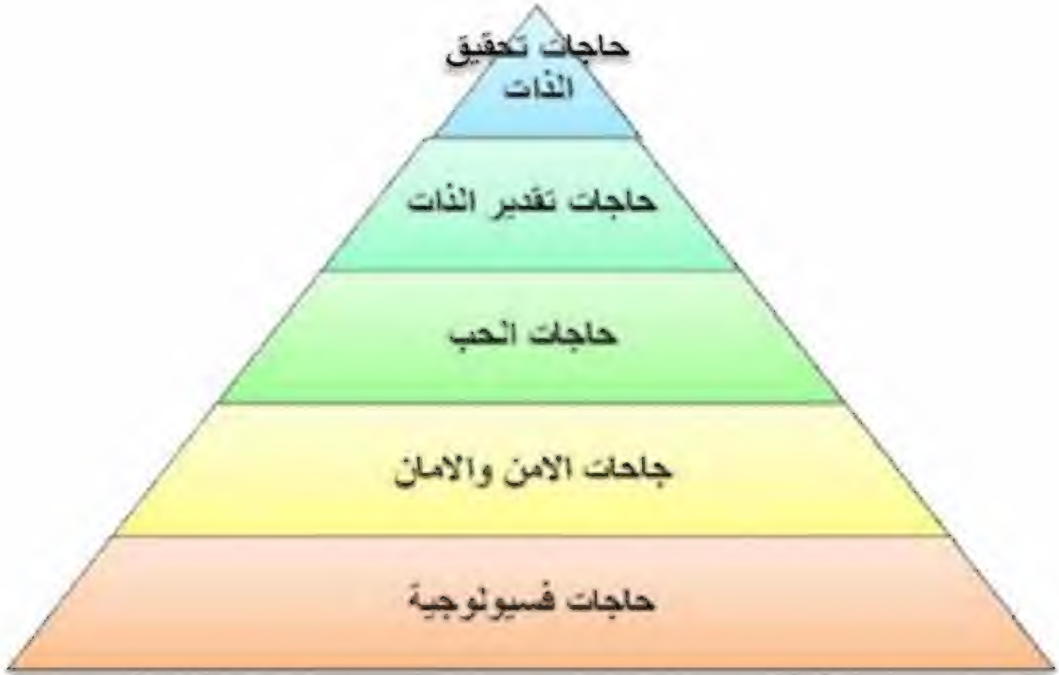 حاجات تحقيق
الذات
حاجات تقدير الذات
حاجات الحب
جاحات الامن والامان
حاجات فسيولوجية